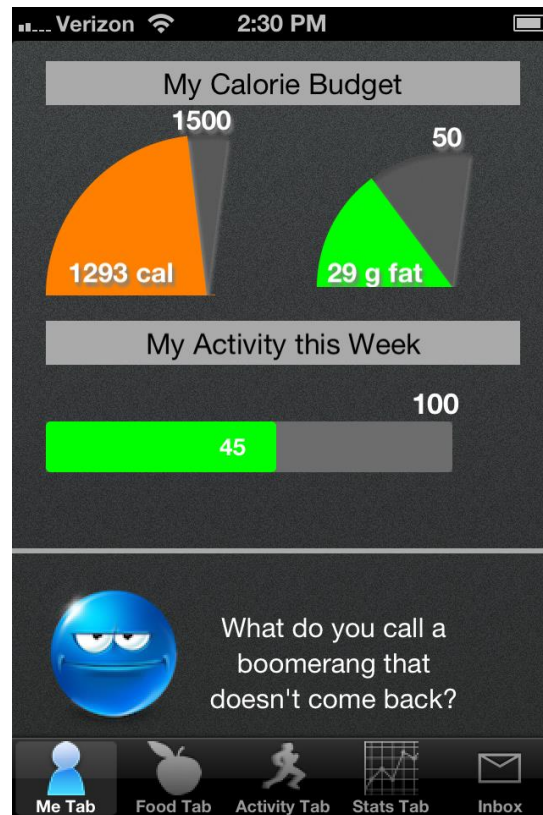 Verizon 2:30 PM
My Calorie Budget
1500
50
1293 cal
29 g fat
My Activity this Week
100
45
What do you call a
boomerang that
doesn't come back?
Me Tab Food Tab Activity Tab Stats Tab Inbox